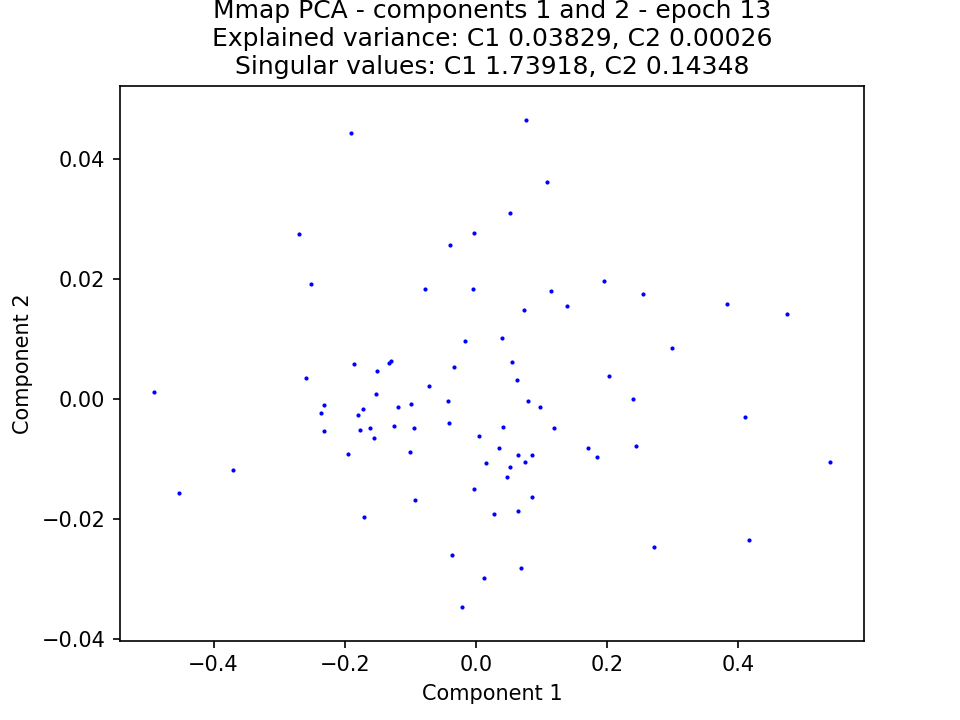 Mmap PCA - components 1 and 2 - epoch 13
Explained variance: C1 0.03829, C2 0.00026
Singular values: C1 1.73918, C2 0.14348
0.04
0.02
0.00
−0.02
−0.04
Component 2
−0.4
−0.2
0.0
0.2
0.4
Component 1